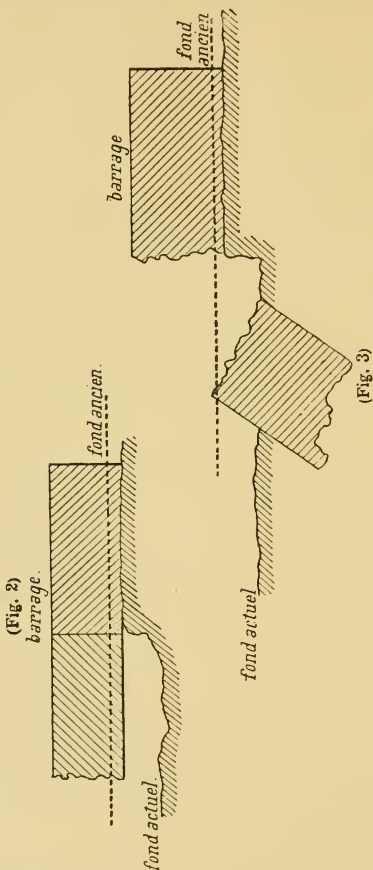 (Fig. 2)
barrage.
fond ancien.
fond actuel.
barrage
fond
ancien
fond actuel
(Fig. 3)